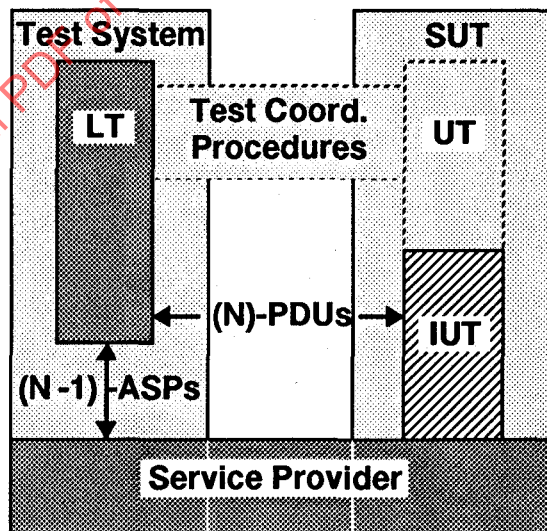 Test System
SUT
LT
Test Coord.
Procedures
UT
(N)-PDUs
IUT
(N -1) -ASPs
Service Provider